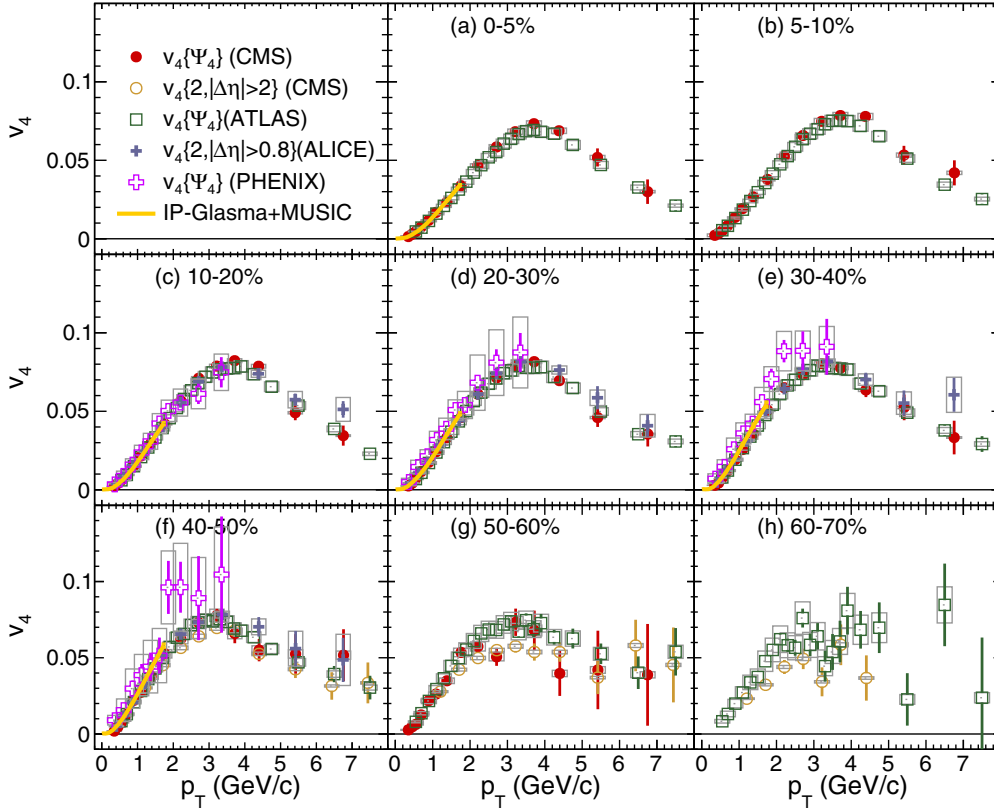 v₄{Ψ₄} (CMS)
v₄{2,|Δη|>2} (CMS)
v₄{Ψ₄}(ATLAS)
v₄{2,|Δη|>0.8}(ALICE)
v₄{Ψ₄} (PHENIX)
IP-Glasma+MUSIC
(a) 0-5%
(b) 5-10%
0.1
0.05
0
v₄
(c) 10-20%
(d) 20-30%
(e) 30-40%
0.1
0.05
0
v₄
(f) 40-50%
(g) 50-60%
(h) 60-70%
0.1
0.05
0
v₄
0 1 2 3 4 5 6 7
0 1 2 3 4 5 6 7
0 1 2 3 4 5 6 7
p_T (GeV/c)
p_T (GeV/c)
p_T (GeV/c)